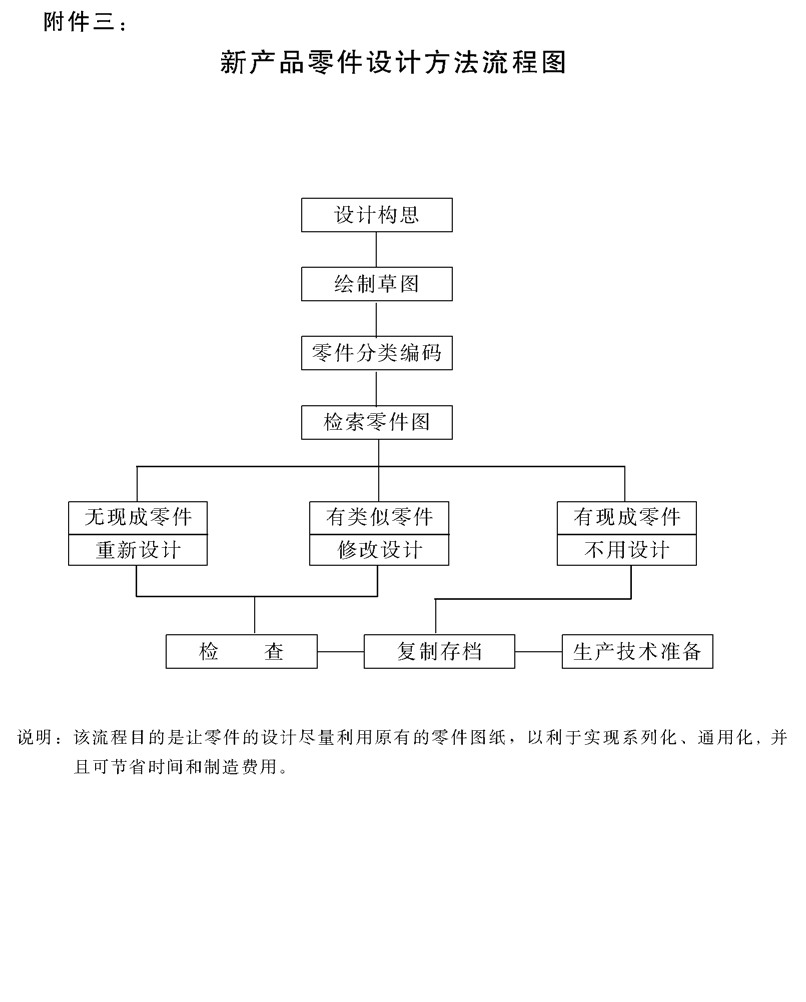 附件三：
新产品零件设计方法流程图
设计构思
绘制草图
零件分类编码
检索零件图
无现成零件
有类似零件
有现成零件
重新设计
修改设计
不用设计
检　　查
复制存档
生产技术准备
说明：该流程目的是让零件的设计尽量利用原有的零件图纸，以利于实现系列化、通用化，并
且可节省时间和制造费用。